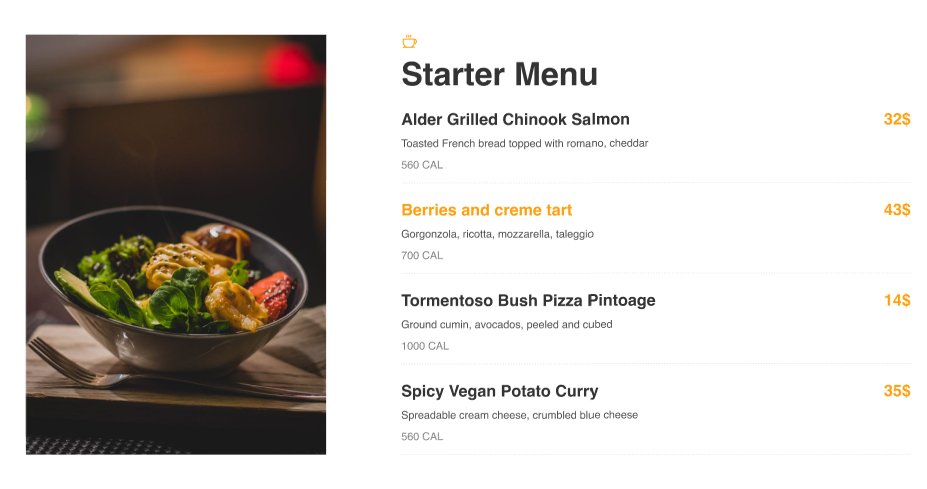 Starter Menu
Alder Grilled Chinook Salmon 32$
Toasted French bread topped with romano, cheddar
560 CAL
Berries and creme tart 43$
Gorgonzola, ricotta, mozzarella, taleggio
700 CAL
Tormentoso Bush Pizza Pintoage 14$
Ground cumin, avocados, peeled and cubed
1000 CAL
Spicy Vegan Potato Curry 35$
Spreadable cream cheese, crumbled blue cheese
560 CAL